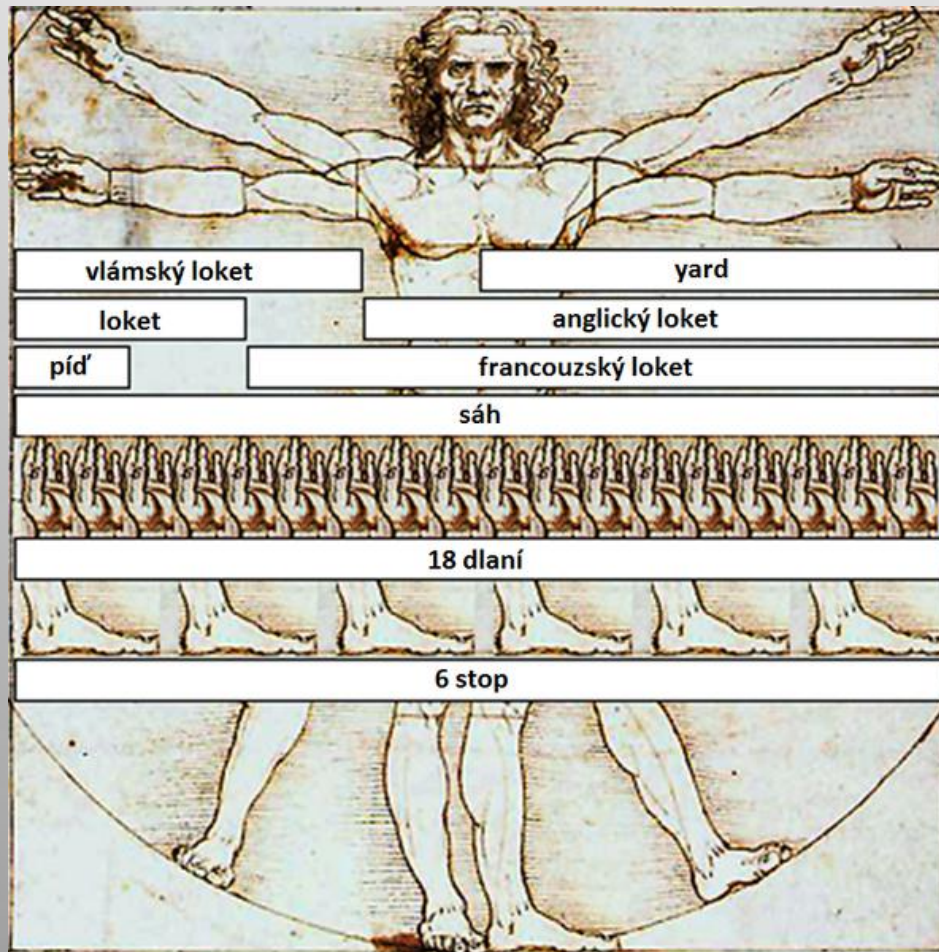 vlámský loket
yard
loket
anglický loket
píď
francouzský loket
sáh
18 dlaní
6 stop